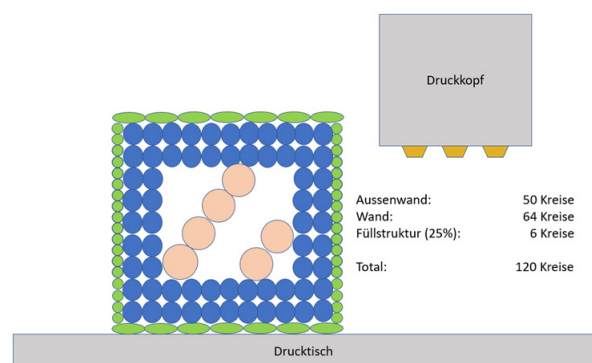 Druckkopf
Aussenwand: 50 Kreise
Wand: 64 Kreise
Füllstruktur (25%): 6 Kreise
Total: 120 Kreise
Drucktisch